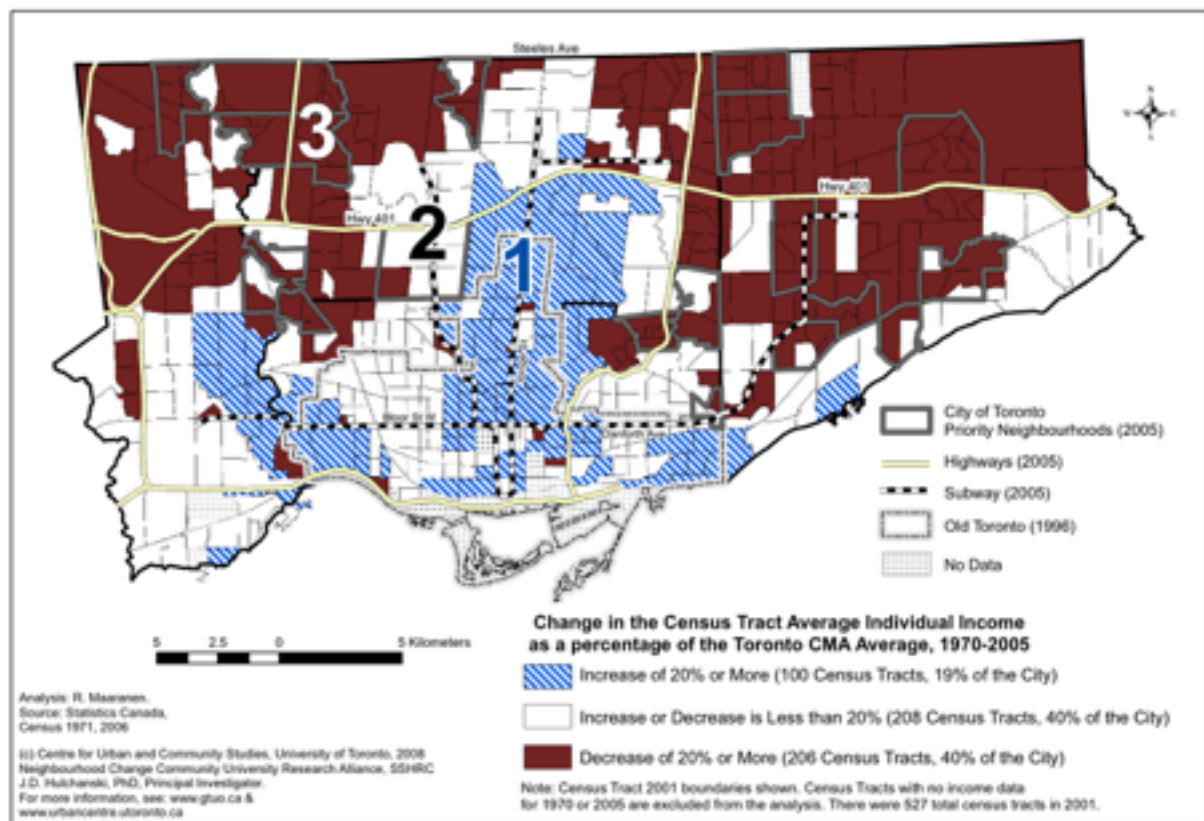 Steeles Ave
3
N
W E
S
Hwy 401
Hwy 401
2
1
Bloor St W
Danforth Ave
City of Toronto
Priority Neighbourhoods (2005)
Highways (2005)
Subway (2005)
Old Toronto (1996)
No Data
5 2.5 0 5 Kilometers
Change in the Census Tract Average Individual Income
as a percentage of the Toronto CMA Average, 1970-2005
Increase of 20% or More (100 Census Tracts, 19% of the City)
Increase or Decrease is Less than 20% (208 Census Tracts, 40% of the City)
Decrease of 20% or More (206 Census Tracts, 40% of the City)
Note: Census Tract 2001 boundaries shown. Census Tracts with no income data
for 1970 or 2005 are excluded from the analysis. There were 527 total census tracts in 2001.
Analysis: R. Maaranen.
Source: Statistics Canada,
Census 1971, 2006
(c) Centre for Urban and Community Studies, University of Toronto, 2008
Neighbourhood Change Community University Research Alliance, SSHRC
J.D. Hulchanski, PhD, Principal Investigator.
For more information, see: www.gtuo.ca &
www.urbancentre.utoronto.ca